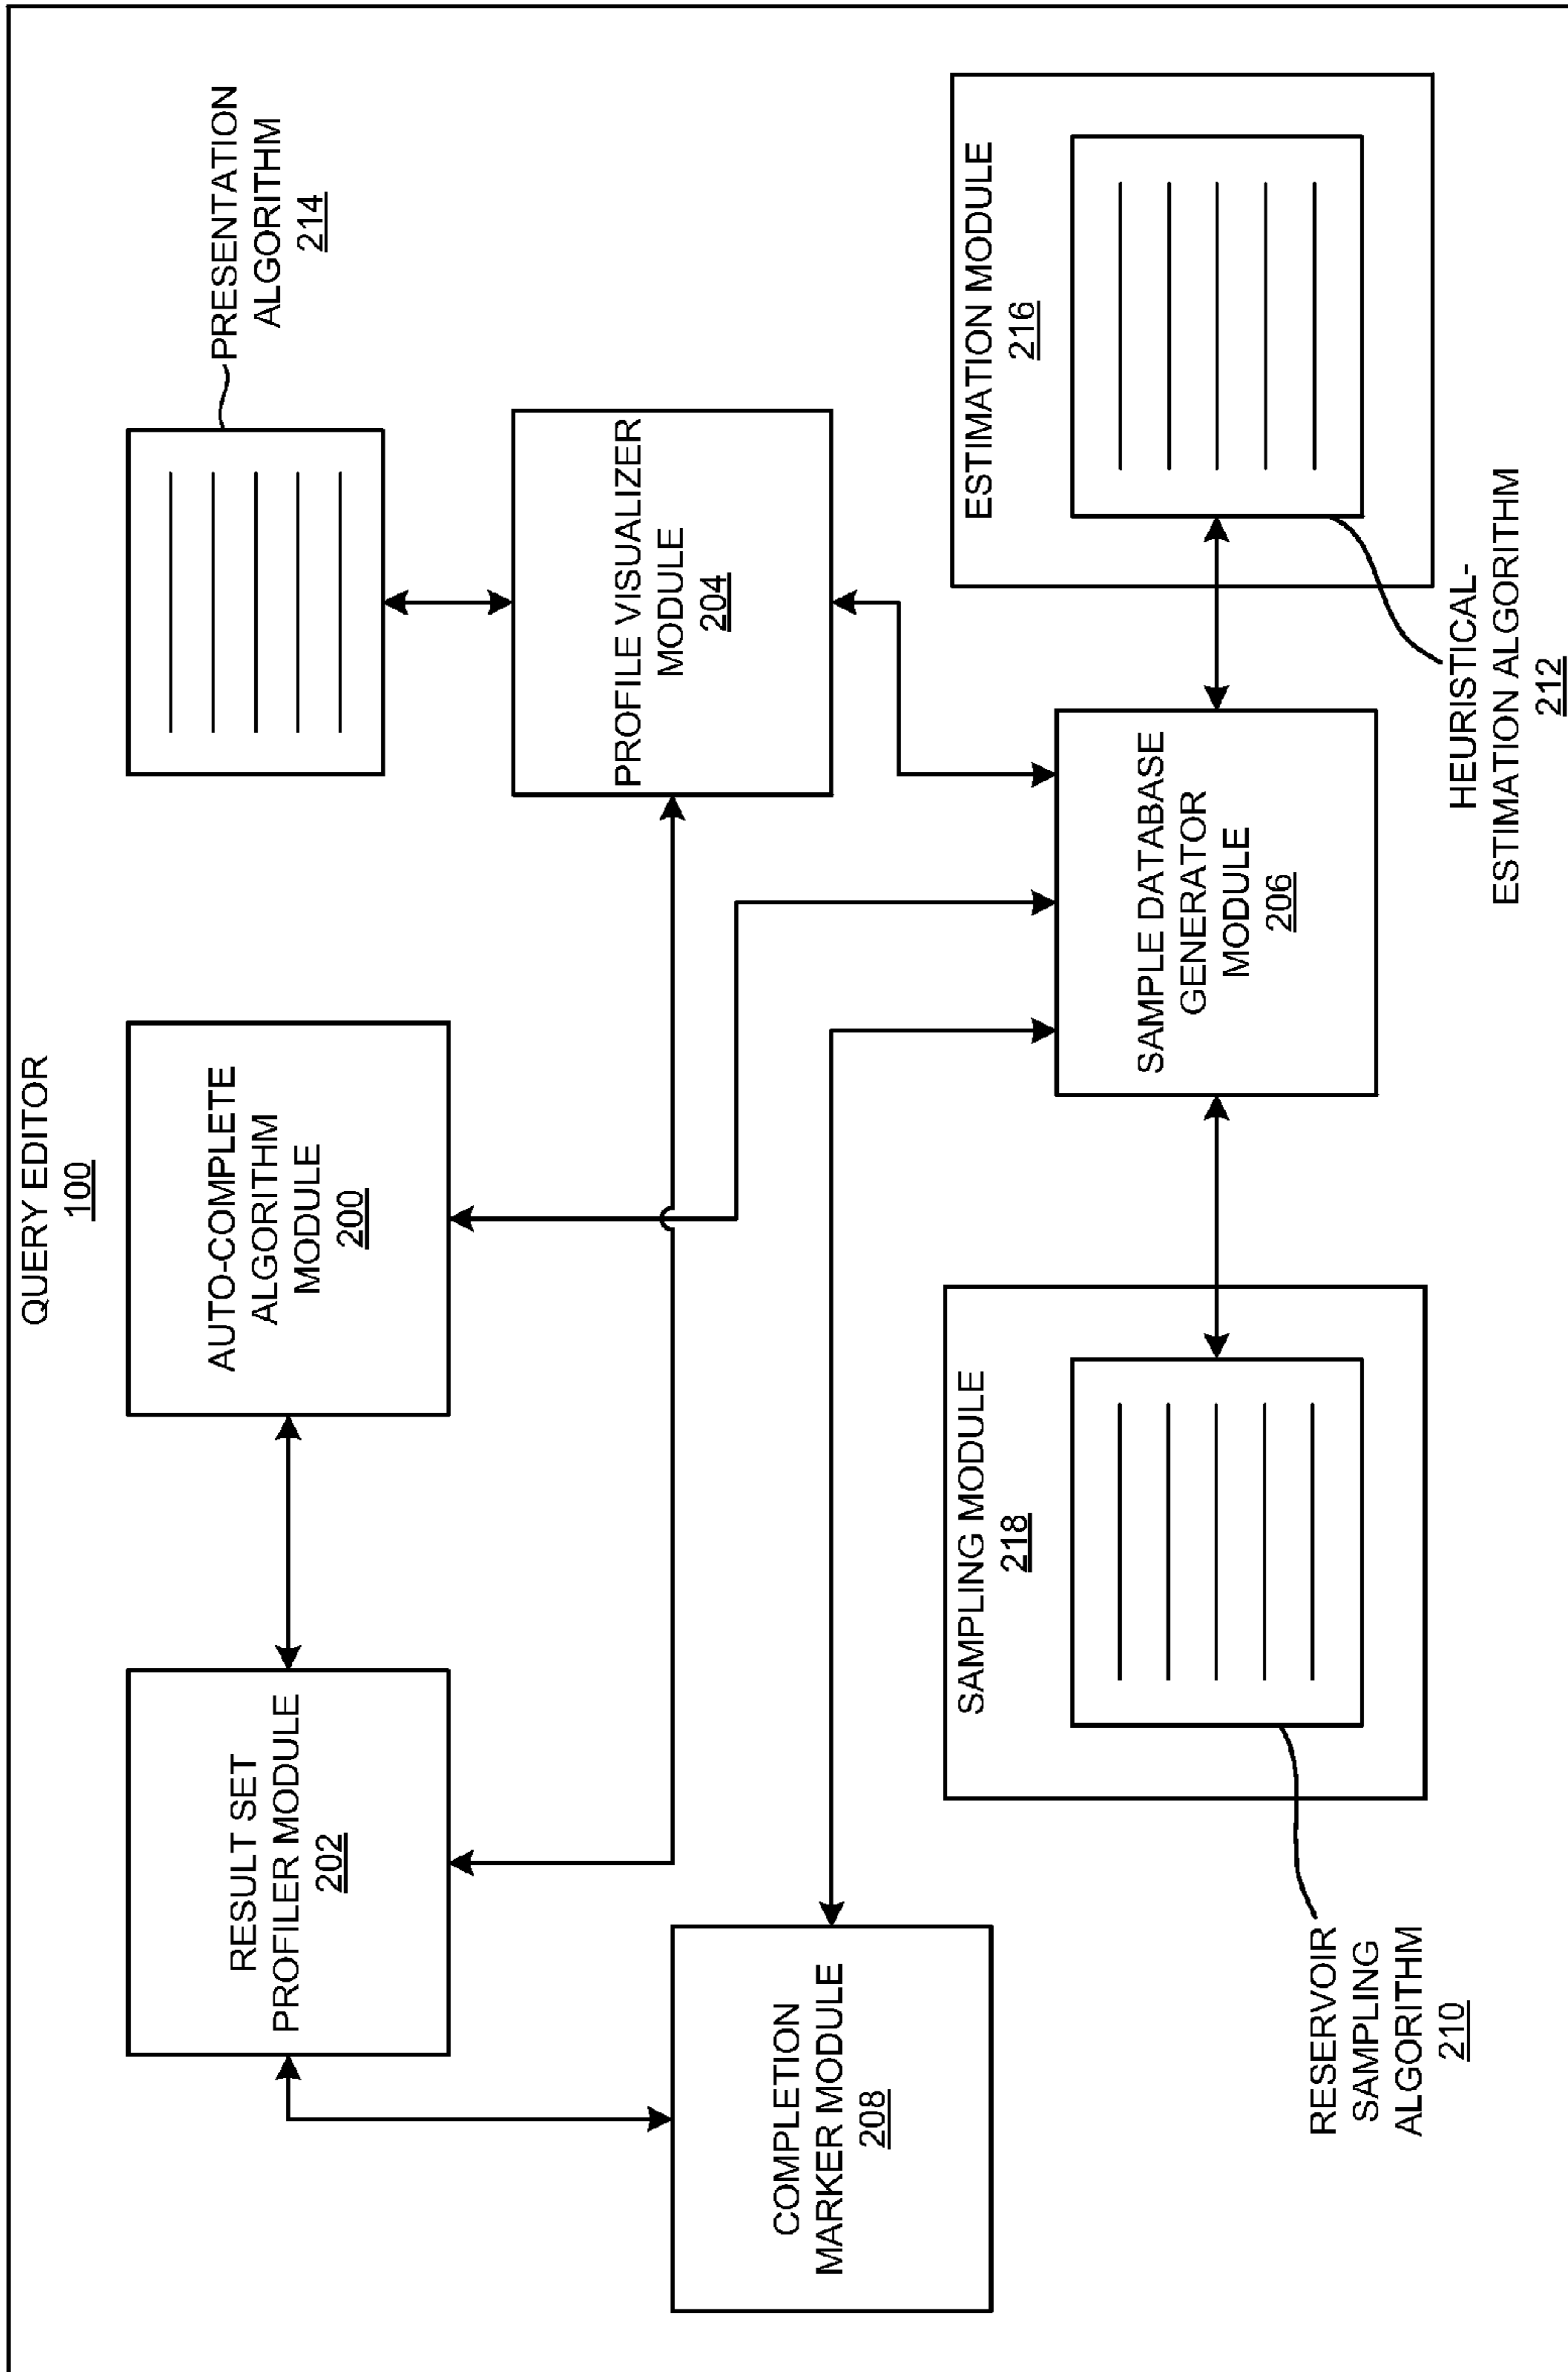 QUERY EDITOR
100
RESULT SET
PROFILER MODULE
202
AUTO-COMPLETE
ALGORITHM
MODULE
200
PRESENTATION
ALGORITHM
214
PROFILE VISUALIZER
MODULE
204
COMPLETION
MARKER MODULE
208
SAMPLING MODULE
218
RESERVOIR
SAMPLING
ALGORITHM
210
SAMPLE DATABASE
GENERATOR
MODULE
206
ESTIMATION MODULE
216
HEURISTICAL-
ESTIMATION ALGORITHM
212